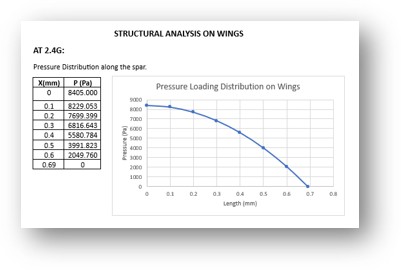 STRUCTURAL ANALYSIS ON WINGS
AT 2.4G:
Pressure Distribution along the spar.
X(mm) P (Pa)
0 8405.000
0.1 8229.053
0.2 7699.399
0.3 6816.643
0.4 5580.784
0.5 3991.823
0.6 2049.760
0.69 0
Pressure Loading Distribution on Wings
Pressure (Pa)
9000
8000
7000
6000
5000
4000
3000
2000
1000
0
0 0.1 0.2 0.3 0.4 0.5 0.6 0.7 0.8
Length (mm)